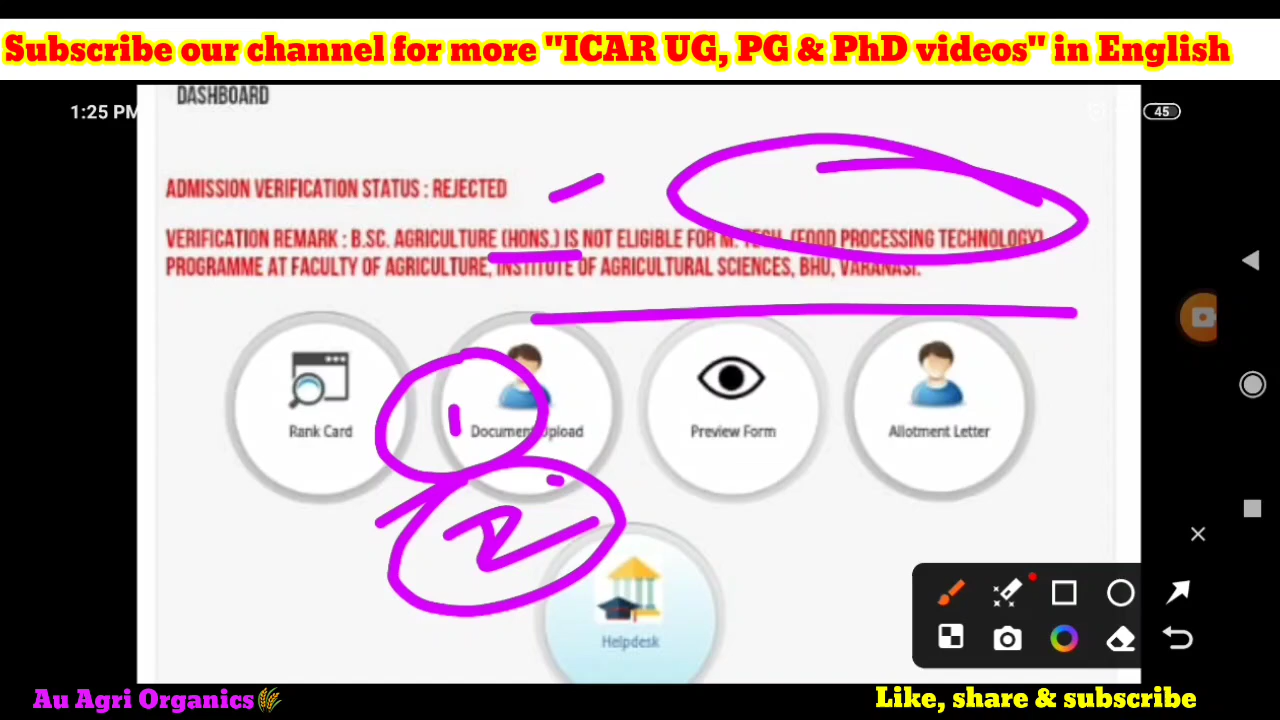 Subscribe our channel for more "ICAR UG, PG & PhD videos" in English
DASHBOARD
1:25 PM
45
ADMISSION VERIFICATION STATUS : REJECTED
VERIFICATION REMARK : B.SC. AGRICULTURE (HONS.) IS NOT ELIGIBLE FOR M. TECH. (FOOD PROCESSING TECHNOLOGY)
PROGRAMME AT FACULTY OF AGRICULTURE, INSTITUTE OF AGRICULTURAL SCIENCES, BHU, VARANASI.
Rank Card
Document Upload
Preview Form
Allotment Letter
Helpdesk
Au Agri Organics🌾
Like, share & subscribe